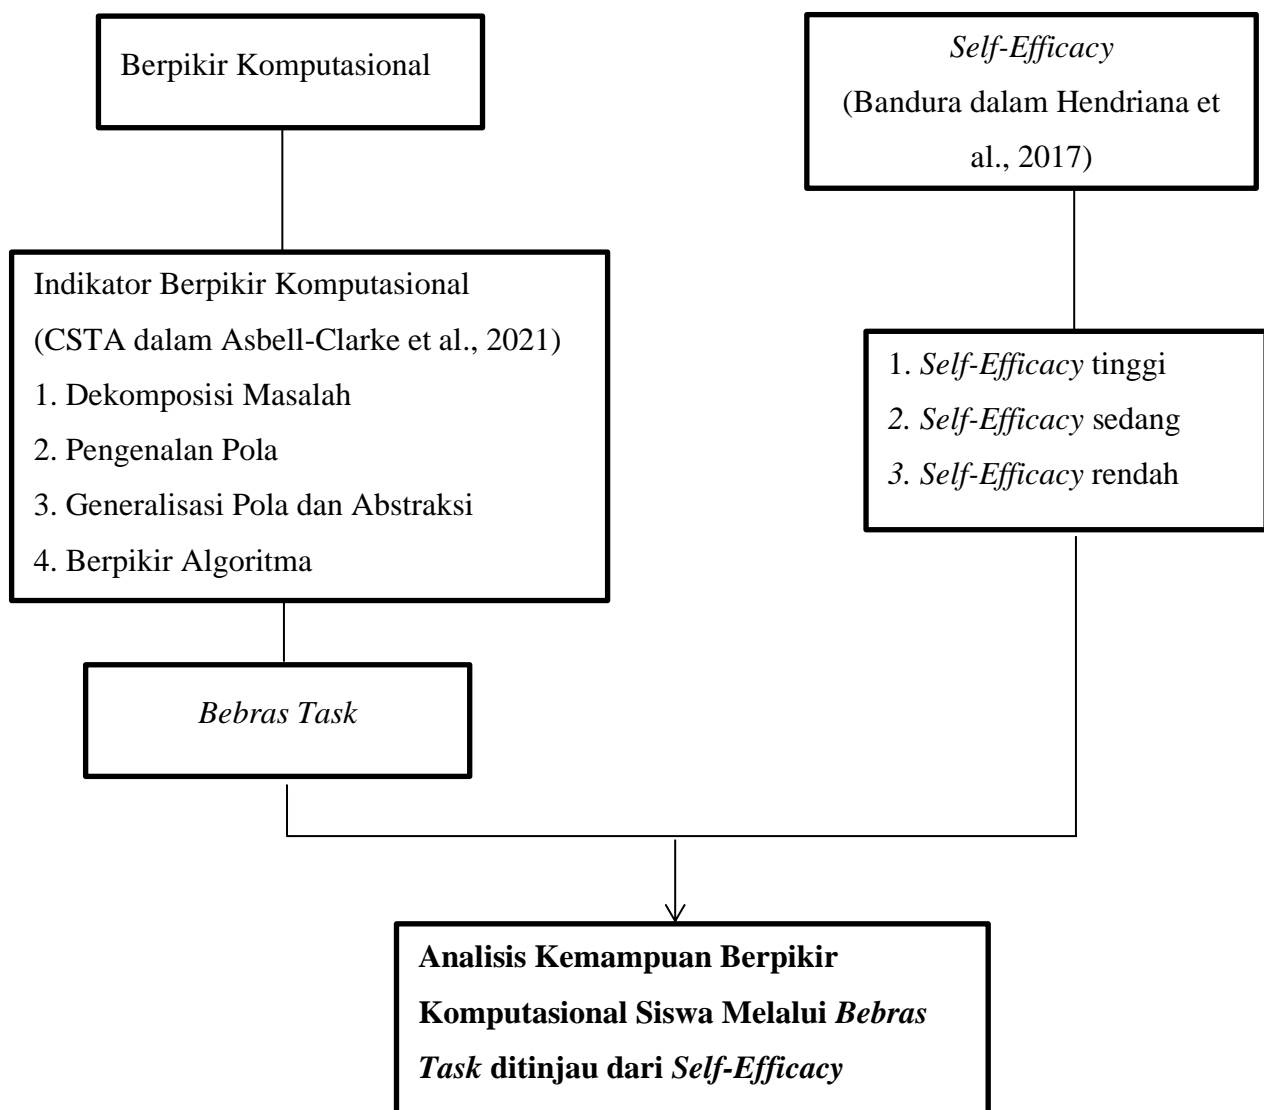 Berpikir Komputasional
Self-Efficacy
(Bandura dalam Hendriana et
al., 2017)
Indikator Berpikir Komputasional
(CSTA dalam Asbell-Clarke et al., 2021)
1. Dekomposisi Masalah
2. Pengenalan Pola
3. Generalisasi Pola dan Abstraksi
4. Berpikir Algoritma
1. Self-Efficacy tinggi
2. Self-Efficacy sedang
3. Self-Efficacy rendah
Bebras Task
Analisis Kemampuan Berpikir
Komputasional Siswa Melalui Bebras
Task ditinjau dari Self-Efficacy